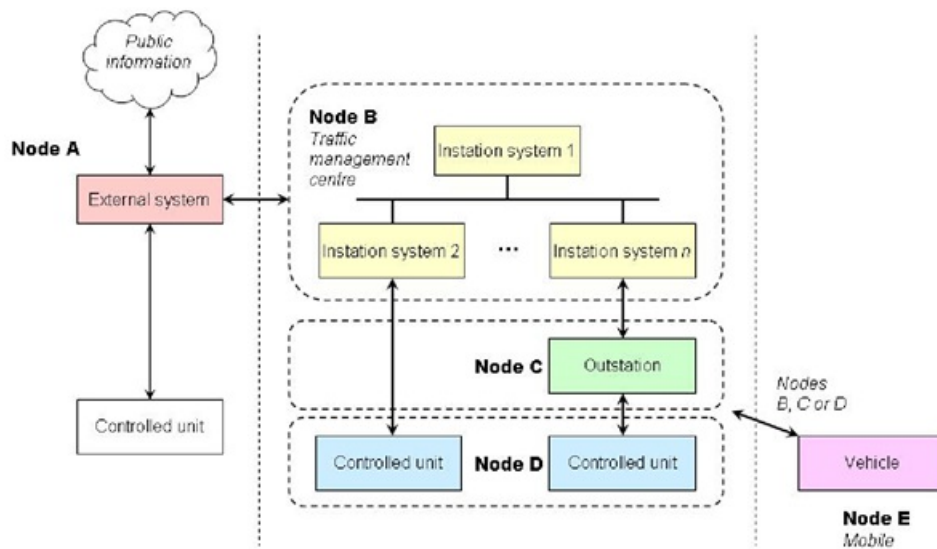 Public
information
Node A
External system
Controlled unit
Node B
Traffic
management
centre
Instation system 1
Instation system 2
...
Instation system n
Node C
Outstation
Controlled unit
Node D
Controlled unit
Nodes
B, C or D
Vehicle
Node E
Mobile